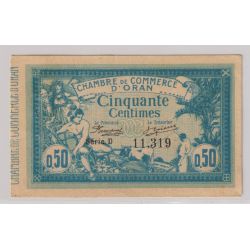 CHAMBRE DE COMMERCE
D'ORAN
Cinquante
Centimes
Le Président
Le Trésorier
Série D
11.319
0.50
0.50